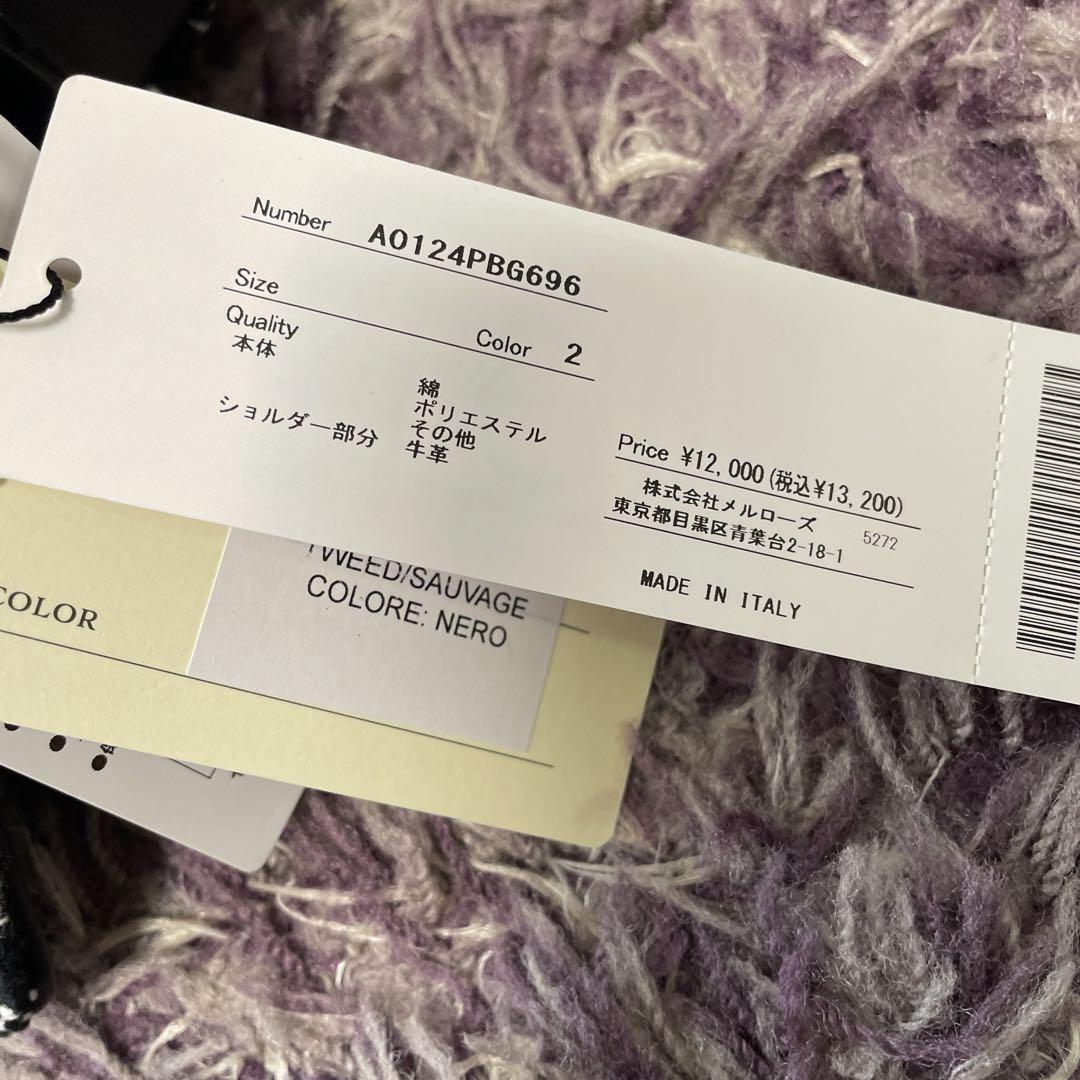 Number A0124PBG696
Size
Color 2
Quality
本体
綿
ポリエステル
その他
ショルダー部分 牛革
Price ¥12,000(税込¥13,200)
株式会社メルローズ
東京都目黒区青葉台2-18-1 5272
MADE IN ITALY
TWEED/SAUVAGE
COLORE: NERO
COLOR